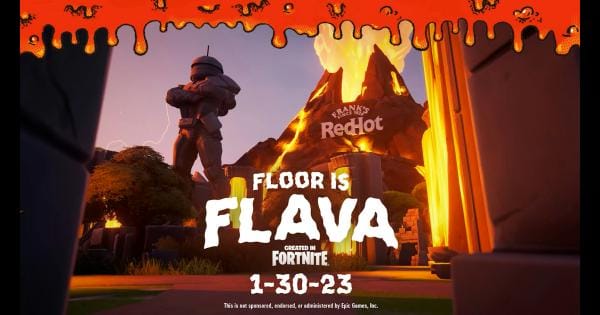 FRANK'S
RedHot
FLOOR IS
FLAVA
CREATED IN
FORTNITE
1-30-23
This is not sponsored, endorsed, or administered by Epic Games, Inc.